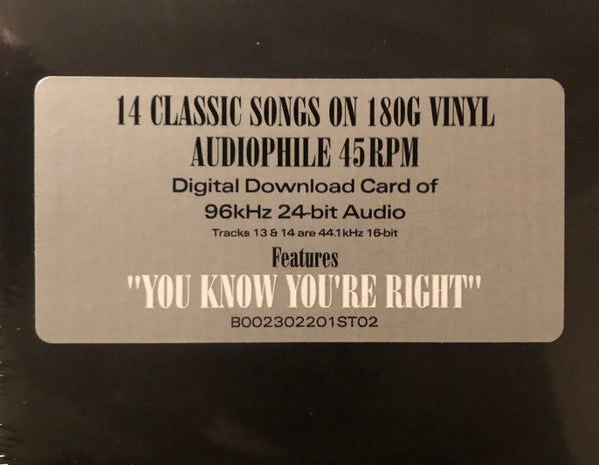 14 CLASSIC SONGS ON 180G VINYL
AUDIOPHILE 45RPM
Digital Download Card of
96kHz 24-bit Audio
Tracks 13 & 14 are 44.1kHz 16-bit
Features
"YOU KNOW YOU'RE RIGHT"
B002302201ST02